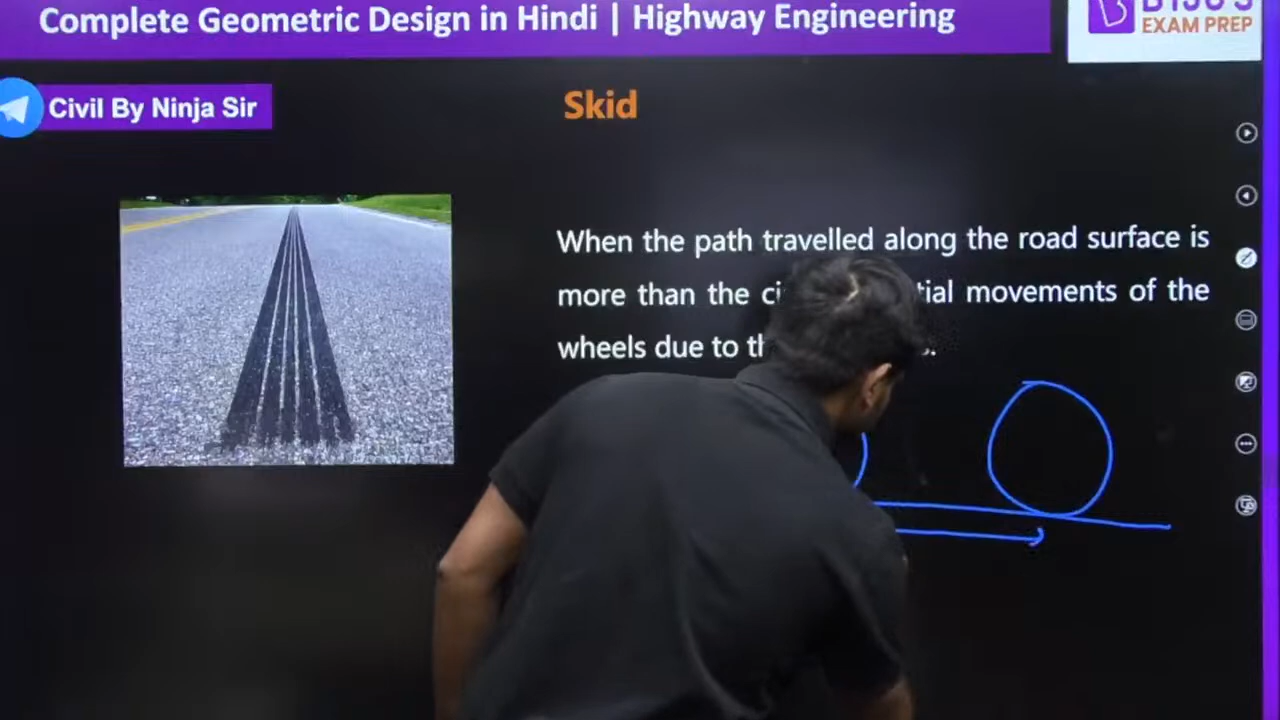 Complete Geometric Design in Hindi | Highway Engineering
EXAM PREP
Civil By Ninja Sir
Skid
When the path travelled along the road surface is
more than the movements of the
wheels due to